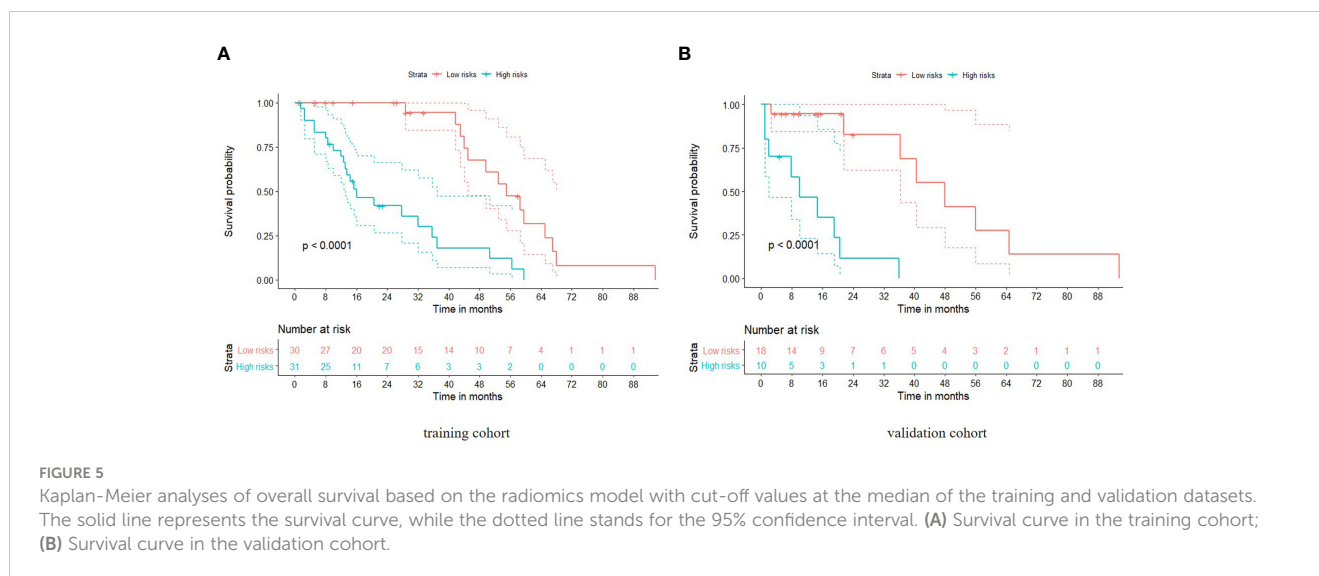 A
Strata Low risks High risks
1.00
0.75
0.50
0.25
0.00
Survival probability
p < 0.0001
0 8 16 24 32 40 48 56 64 72 80 88
Time in months
Number at risk
Strata
Low risks 30 27 20 20 15 14 10 7 4 1 1 1
High risks 31 25 11 7 6 3 3 2 0 0 0 0
0 8 16 24 32 40 48 56 64 72 80 88
Time in months
training cohort
B
Strata Low risks High risks
1.00
0.75
0.50
0.25
0.00
Survival probability
p < 0.0001
0 8 16 24 32 40 48 56 64 72 80 88
Time in months
Number at risk
Strata
Low risks 18 14 9 7 6 5 4 3 2 1 1 1
High risks 10 5 3 1 1 0 0 0 0 0 0 0
0 8 16 24 32 40 48 56 64 72 80 88
Time in months
validation cohort
FIGURE 5
Kaplan-Meier analyses of overall survival based on the radiomics model with cut-off values at the median of the training and validation datasets.
The solid line represents the survival curve, while the dotted line stands for the 95% confidence interval. (A) Survival curve in the training cohort;
(B) Survival curve in the validation cohort.